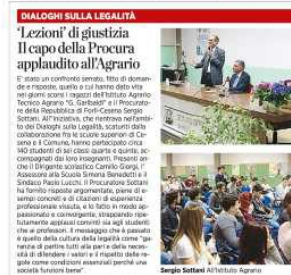 DIALOGHI SULLA LEGALITÀ
'Lezioni' di giustizia
Il capo della Procura
applaudito all'Agrario
E' stato un confronto serrato, fitto di doman-
de e risposte, quello a cui hanno dato vita
nei giorni scorsi i ragazzi dell'Istituto Agrario
Tecnico Agrario "G. Garibaldi" e il Procurato-
re della Repubblica di Forlì-Cesena Sergio
Sottani. All'iniziativa, che rientrava nell'ambi-
to dei Dialoghi sulla Legalità, scaturiti dalla
collaborazione fra le scuole superiori di Ce-
sena e il Comune, hanno partecipato circa
140 studenti di sei classi quarte e quinte, ac-
compagnati dai loro insegnanti. Presenti an-
che il Dirigente scolastico Camillo Giorgi, l'
Assessore alla Scuola Simona Benedetti e il
Sindaco Paolo Lucchi. Il Procuratore Sottani
ha fornito risposte argomentate, piene di e-
sempi concreti e di citazioni di esperienza
professionale vissuta, e lo fatto in modo ap-
passionato e coinvolgente, strappando ripe-
tutamente applausi convinti sia agli studenti
che ai professori. Il messaggio che è passato
è quello della cultura della legalità come "ga-
ranzia di partire tutti alla pari e della necessi-
tà di difendere i valori e il rispetto delle re-
gole come condizioni essenziali perché una
società funzioni bene"
Sergio Sottani All'Istituto Agrario